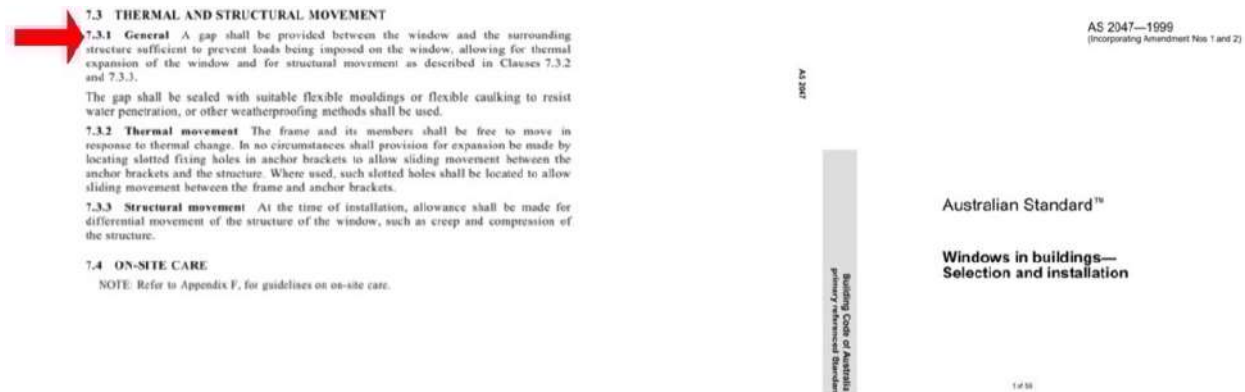 7.3 THERMAL AND STRUCTURAL MOVEMENT
7.3.1 General A gap shall be provided between the window and the surrounding
structure sufficient to prevent loads being imposed on the window, allowing for thermal
expansion of the window and for structural movement as described in Clauses 7.3.2
and 7.3.3.
The gap shall be sealed with suitable flexible mouldings or flexible caulking to resist
water penetration, or other weatherproofing methods shall be used.
7.3.2 Thermal movement The frame and its members shall be free to move in
response to thermal change. In no circumstances shall provision for expansion be made by
locating slotted fixing holes in anchor brackets to allow sliding movement between the
anchor brackets and the structure. Where used, such slotted holes shall be located to allow
sliding movement between the frame and anchor brackets.
7.3.3 Structural movement At the time of installation, allowance shall be made for
differential movement of the structure of the window, such as creep and compression of
the structure.
7.4 ON-SITE CARE
NOTE: Refer to Appendix F, for guidelines on on-site care.
AS 2047—1999
(Incorporating Amendment Nos 1 and 2)
AS 2047
Australian Standard™
Windows in buildings—
Selection and installation
Building Code of Australia
primary referenced Standard
1 of 56